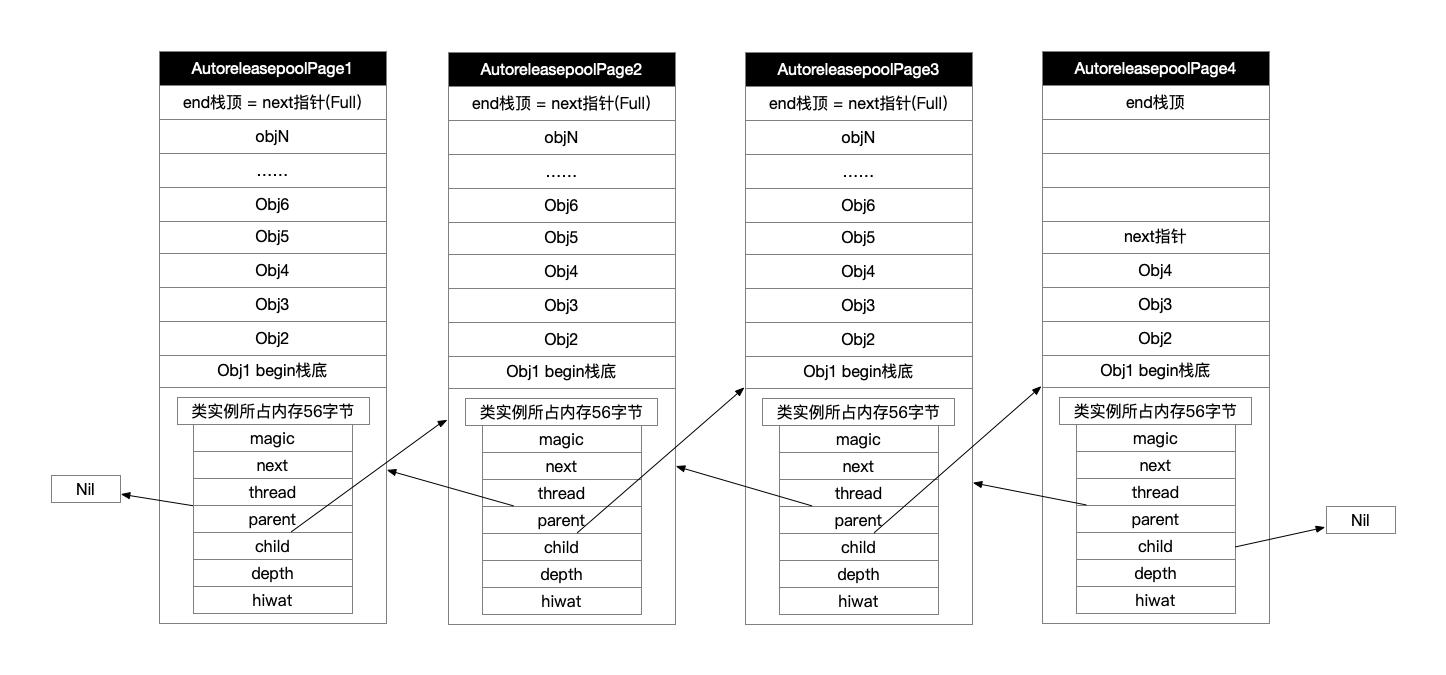 AutoreleasepoolPage1
end栈顶 = next指针(Full)
objN
......
Obj6
Obj5
Obj4
Obj3
Obj2
Obj1 begin栈底
类实例所占内存56字节
magic
next
thread
parent
child
depth
hiwat
Nil
AutoreleasepoolPage2
end栈顶 = next指针(Full)
objN
......
Obj6
Obj5
Obj4
Obj3
Obj2
Obj1 begin栈底
类实例所占内存56字节
magic
next
thread
parent
child
depth
hiwat
AutoreleasepoolPage3
end栈顶 = next指针(Full)
objN
......
Obj6
Obj5
Obj4
Obj3
Obj2
Obj1 begin栈底
类实例所占内存56字节
magic
next
thread
parent
child
depth
hiwat
AutoreleasepoolPage4
end栈顶
next指针
Obj4
Obj3
Obj2
Obj1 begin栈底
类实例所占内存56字节
magic
next
thread
parent
child
depth
hiwat
Nil